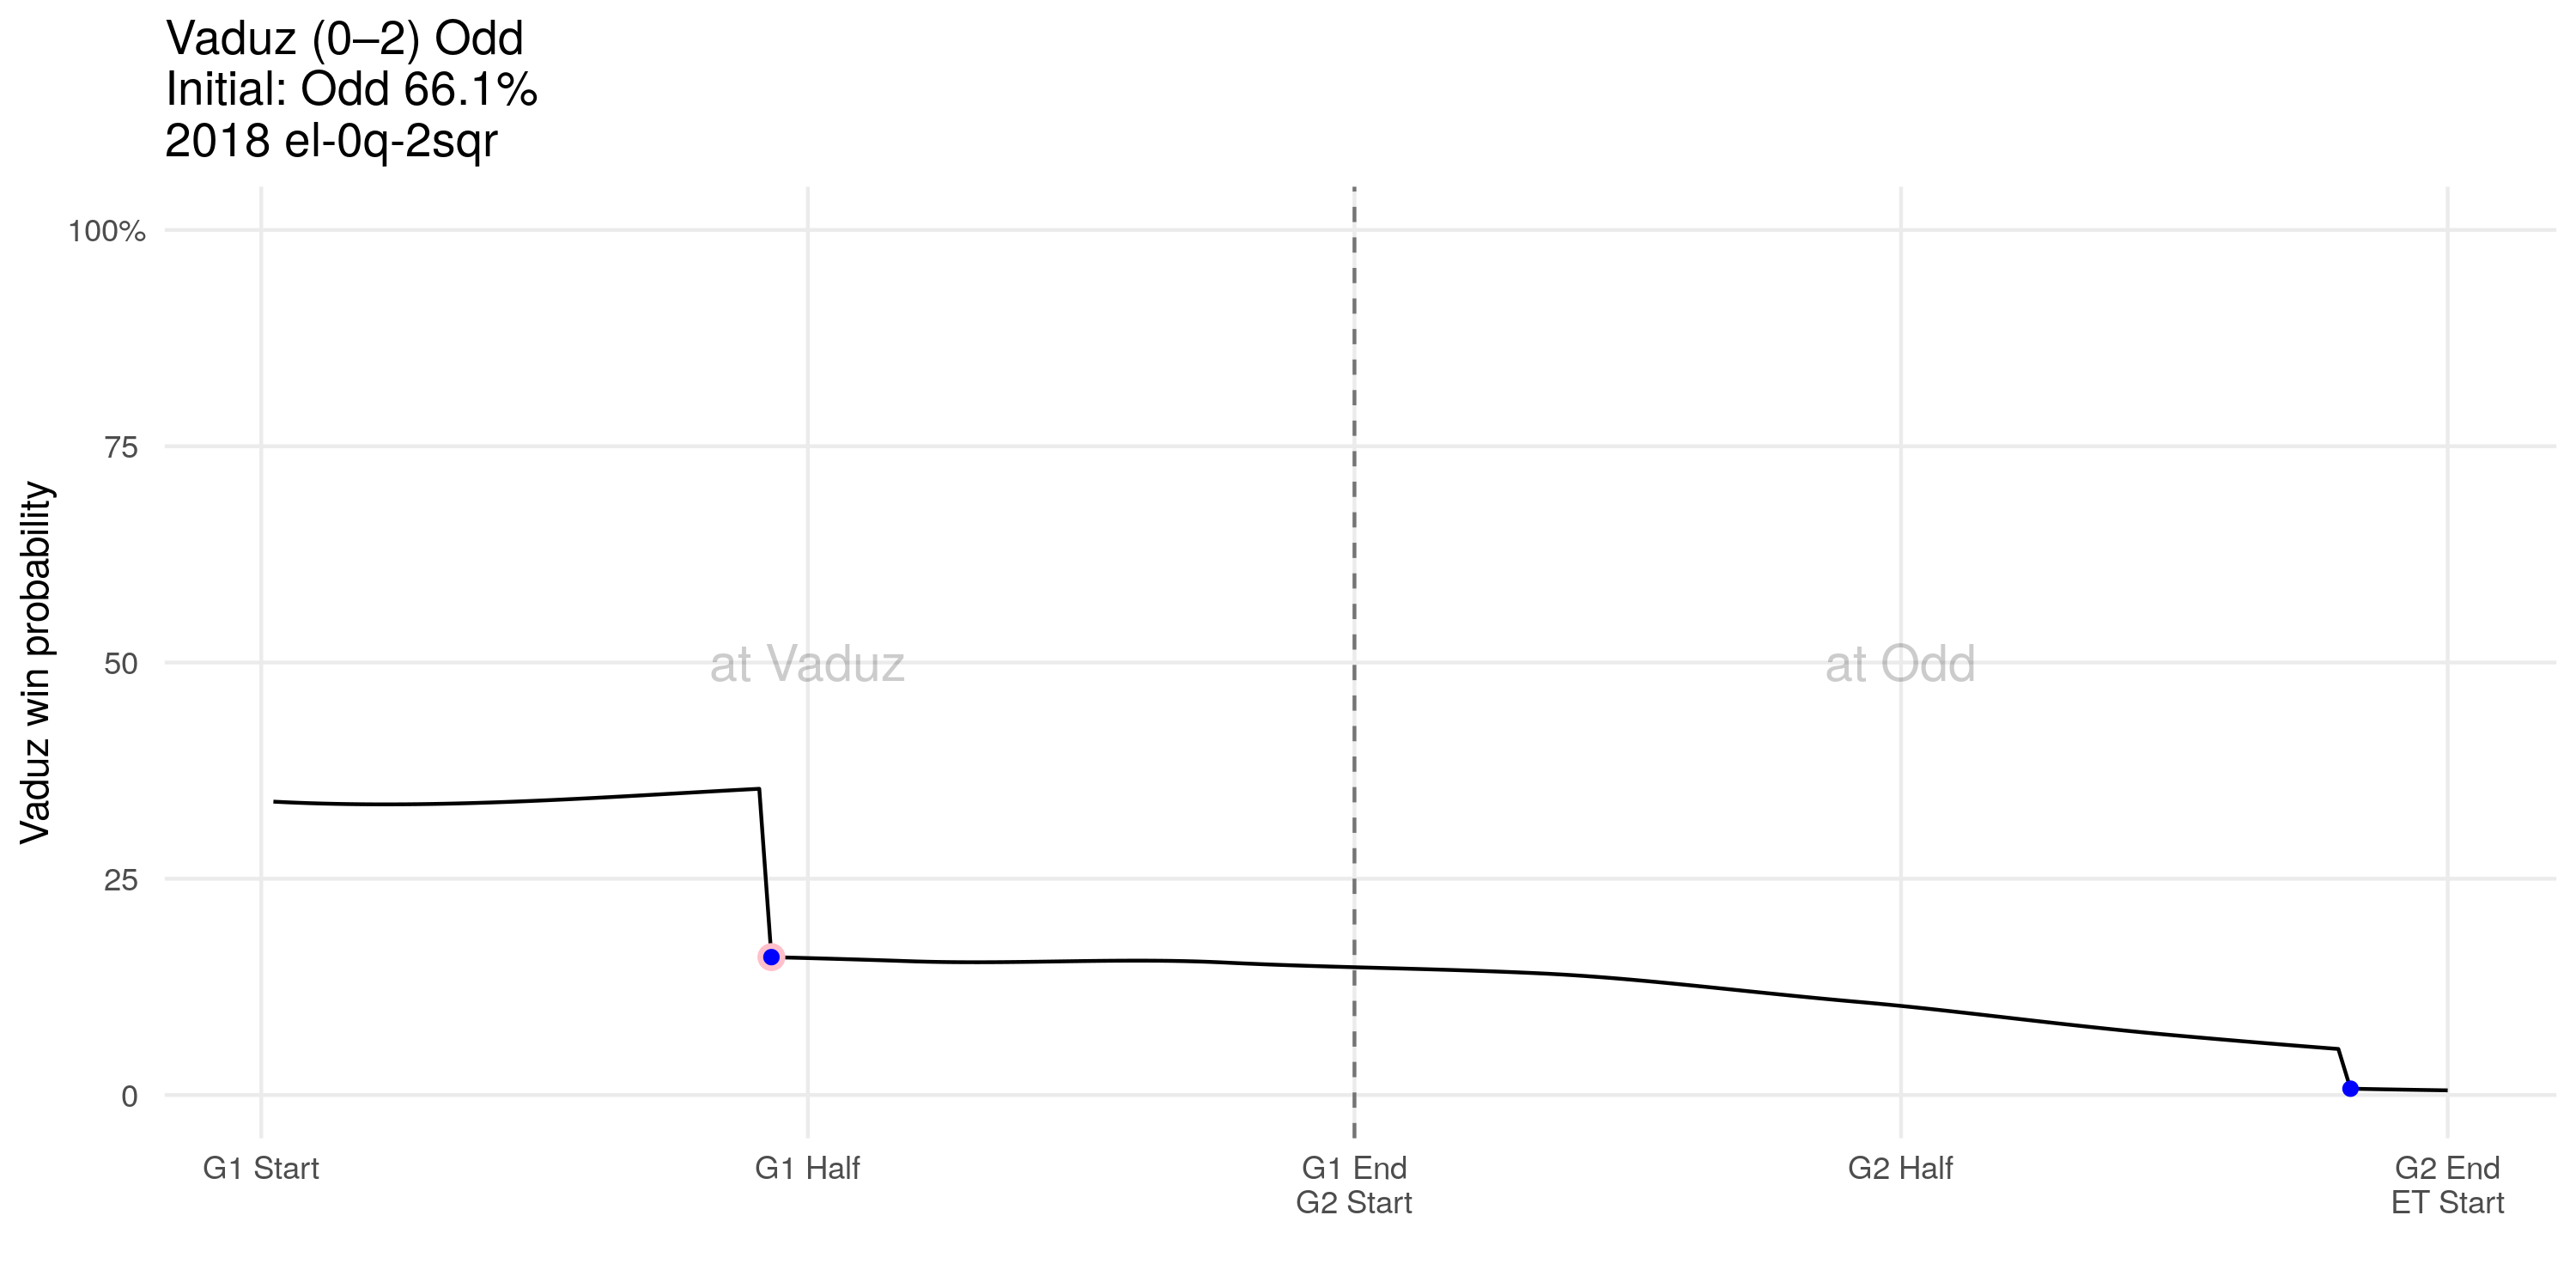 Vaduz (0–2) Odd
Initial: Odd 66.1%
2018 el-0q-2sqr
Vaduz win probability
100%
75
50
25
0
at Vaduz
at Odd
G1 Start
G1 Half
G1 End
G2 Start
G2 Half
G2 End
ET Start